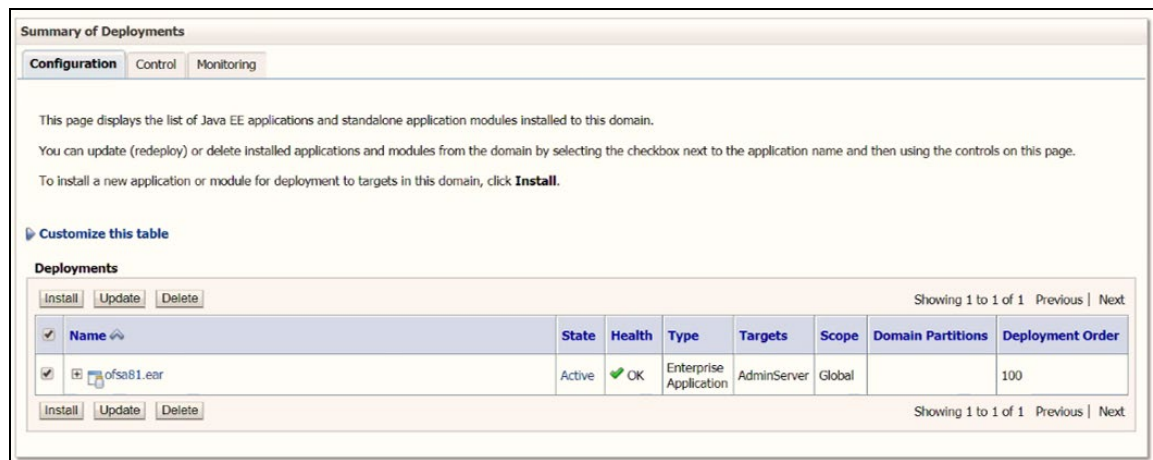 Summary of Deployments
Configuration Control Monitoring
This page displays the list of Java EE applications and standalone application modules installed to this domain.
You can update (redeploy) or delete installed applications and modules from the domain by selecting the checkbox next to the application name and then using the controls on this page.
To install a new application or module for deployment to targets in this domain, click Install.
Customize this table
Deployments
Install Update Delete Showing 1 to 1 of 1 Previous | Next
Name State Health Type Targets Scope Domain Partitions Deployment Order
ofsa81.ear Active OK Enterprise Application AdminServer Global 100
Install Update Delete Showing 1 to 1 of 1 Previous | Next